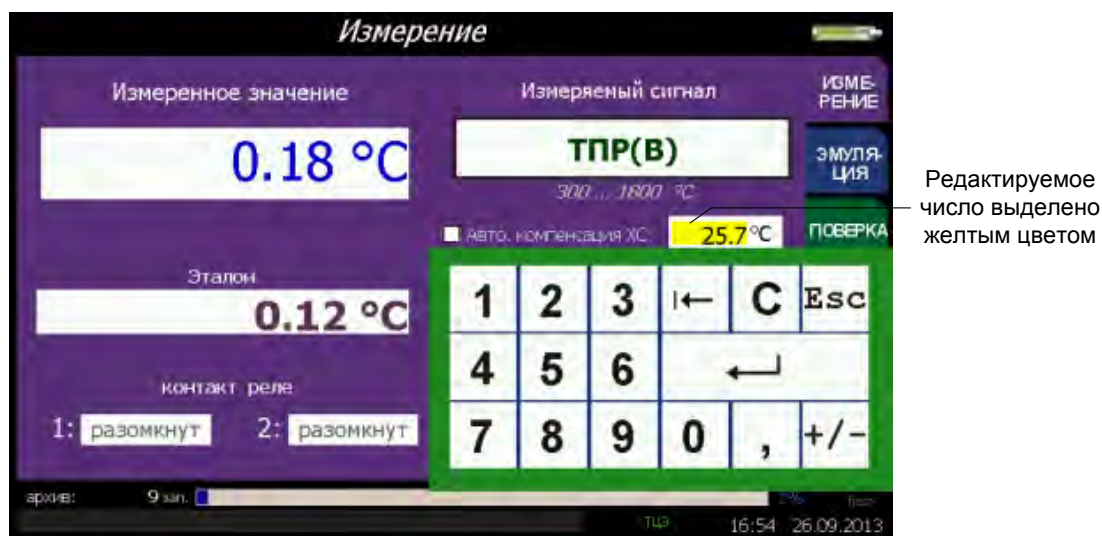 Измерение
Измеренное значение
0.18 °C
Эталон
0.12 °C
контакт реле
1: разомкнут 2: разомкнут
Измеряемый сигнал
ТПР(В)
300 ... 1800 °C
Авто. компенсация ХС 25.7 °C
1 2 3 C Esc
4 5 6
7 8 9 0 , +/-
ИЗМЕ-
РЕНИЕ
ЭМУЛЯ-
ЦИЯ
ПОВЕРКА
архив: 9 зап.
ТЦЭ 16:54 26.09.2013
Редактируемое
число выделено
желтым цветом